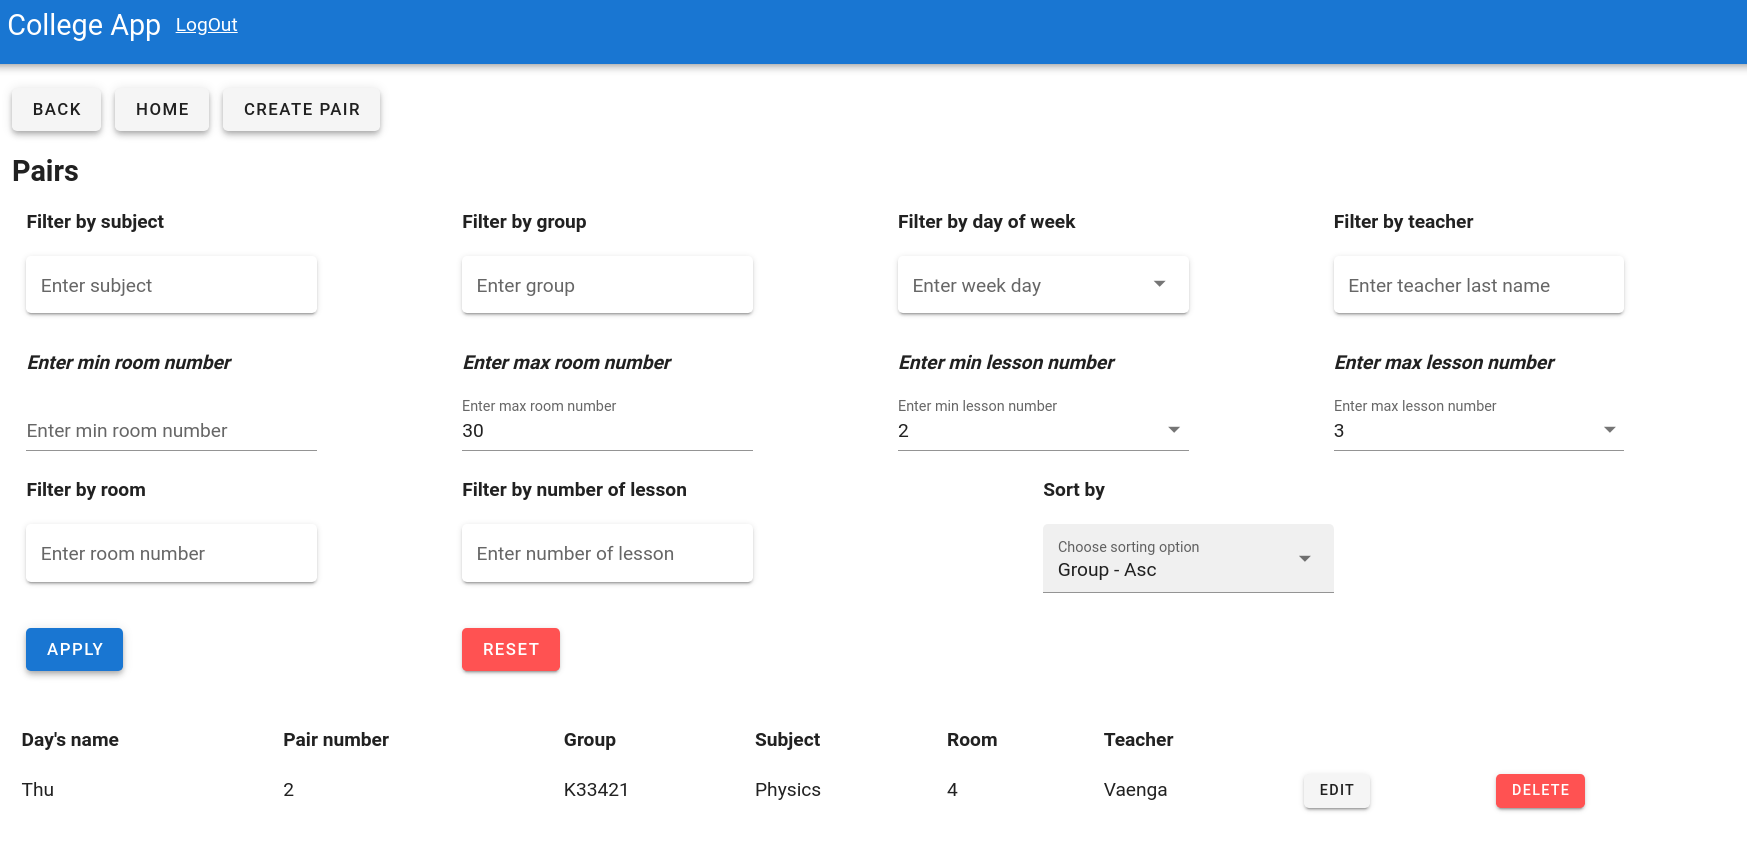 College App LogOut
BACK HOME CREATE PAIR
Pairs
Filter by subject Filter by group Filter by day of week Filter by teacher
Enter subject Enter group Enter week day Enter teacher last name
Enter min room number Enter max room number Enter min lesson number Enter max lesson number
Enter max room number Enter min lesson number Enter max lesson number
Enter min room number 30 2 3
Filter by room Filter by number of lesson Sort by
Choose sorting option
Enter room number Enter number of lesson
Group - Asc
APPLY RESET
Day's name Pair number Group Subject Room Teacher
Thu 2 K33421 Physics 4 Vaenga EDIT DELETE